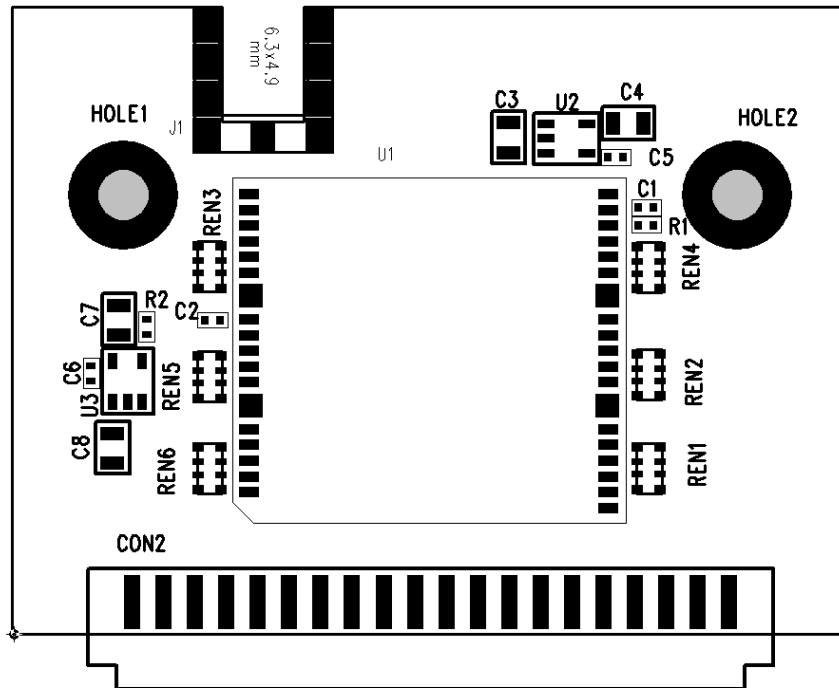 6,3x4,9
mm
C3
U2
C4
HOLE1
HOLE2
J1
U1
C5
C1
R1
REN3
REN4
R2
C7
C2
C6
REN5
REN2
U3
C8
REN6
REN1
CON2